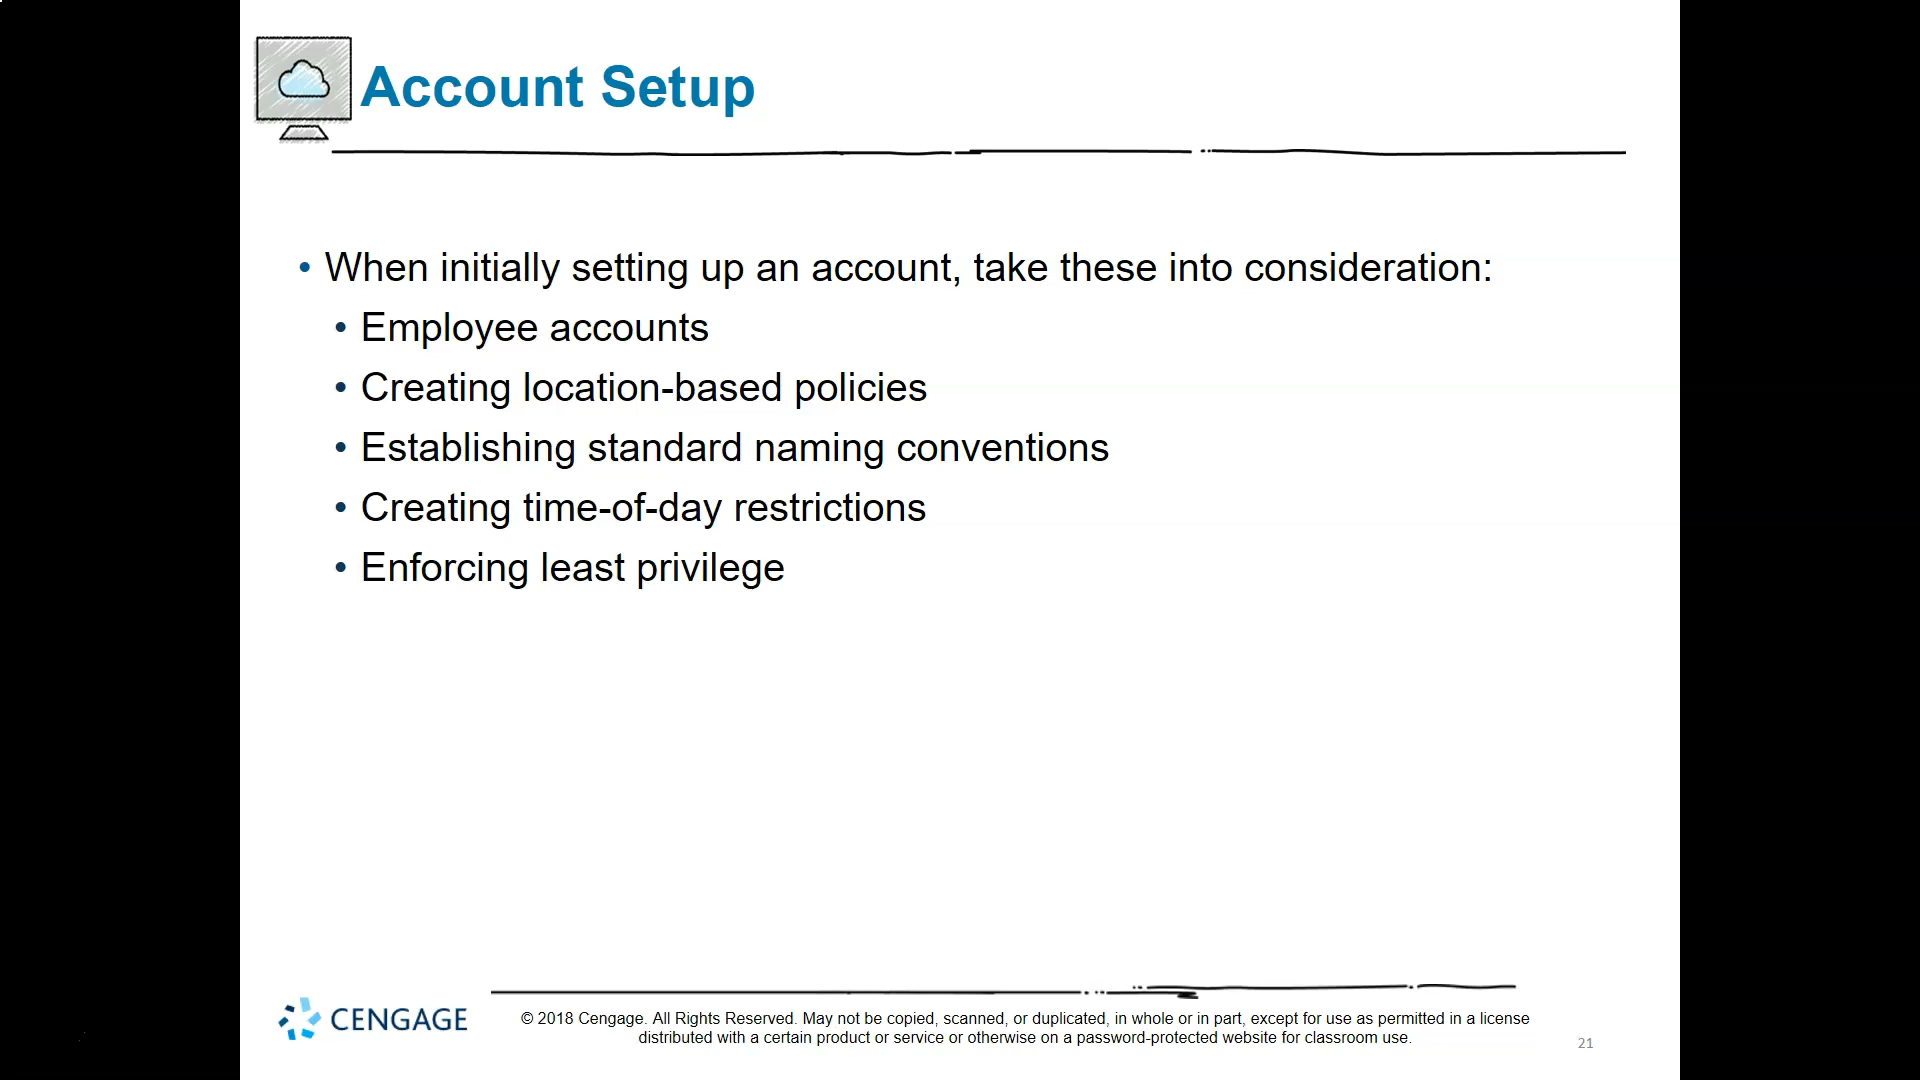 Account Setup
• When initially setting up an account, take these into consideration:
• Employee accounts
• Creating location-based policies
• Establishing standard naming conventions
• Creating time-of-day restrictions
• Enforcing least privilege
CENGAGE
© 2018 Cengage. All Rights Reserved. May not be copied, scanned, or duplicated, in whole or in part, except for use as permitted in a license
distributed with a certain product or service or otherwise on a password-protected website for classroom use.
21